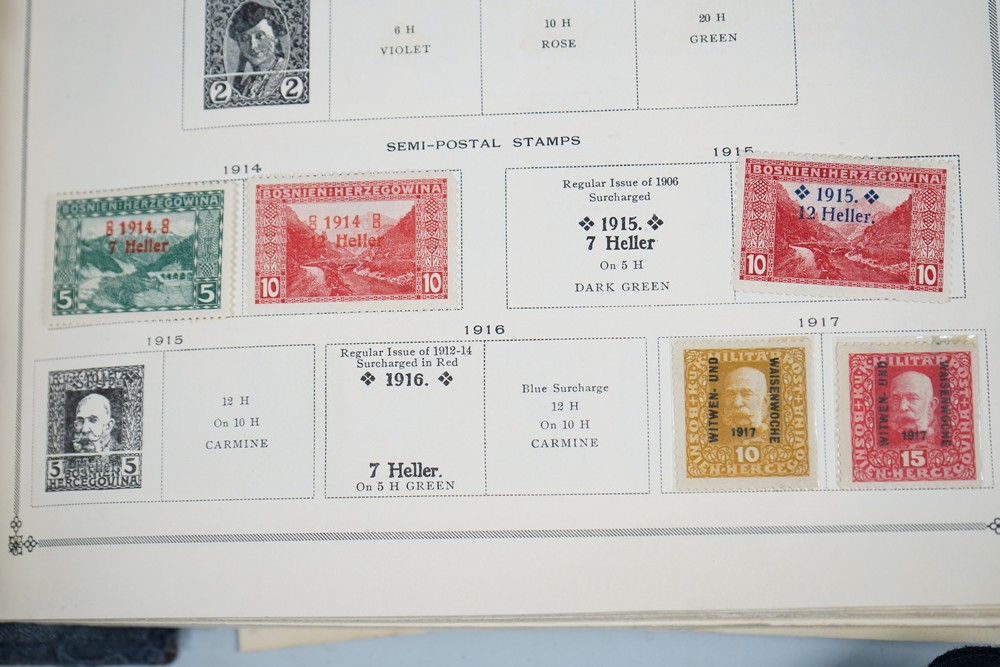 2 2
6 H
VIOLET
10 H
ROSE
20 H
GREEN
SEMI-POSTAL STAMPS
1914
1915
BOSNIEN-HERZEGOWINA
1914.
7 Heller
5 5
BOSNIEN-HERZEGOWINA
1914
12 Heller
10 10
Regular Issue of 1906
Surcharged
1915.
7 Heller
On 5 H
DARK GREEN
BOSNIEN-HERZEGOWINA
1915.
12 Heller.
10 10
1915
1916
1917
5 5
BOSNIEN
HERZEGOVINA
12 H
On 10 H
CARMINE
Regular Issue of 1912-14
Surcharged in Red
1916.
7 Heller.
On 5 H GREEN
Blue Surcharge
12 H
On 10 H
CARMINE
MILITÄRPOST
WITWEN- UND
WAISENWOCHE
1917
10
WITWEN- UND
WAISENWOCHE
1917
15